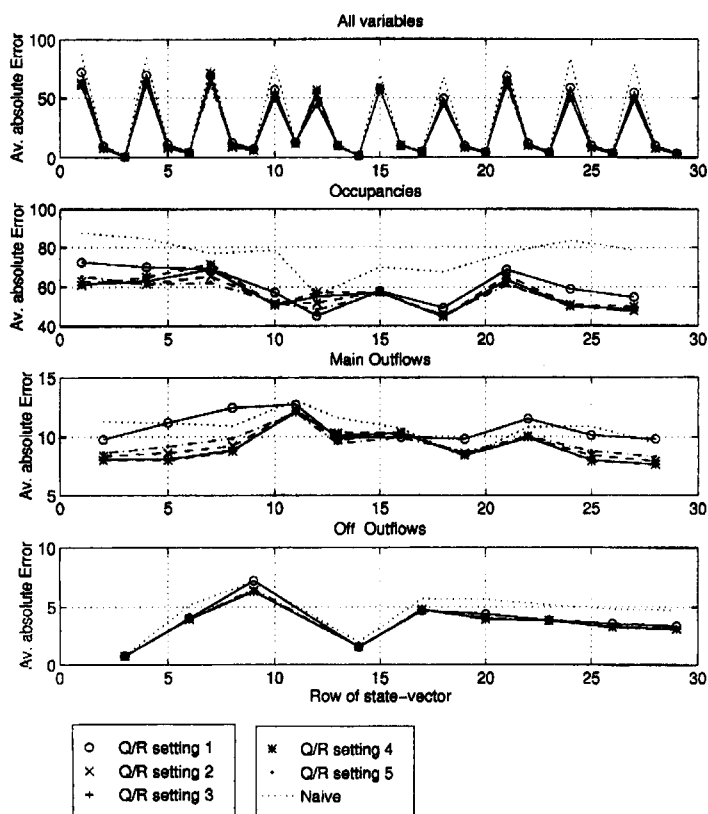 All variables
Av. absolute Error
100
50
0
0 5 10 15 20 25 30
Occupancies
Av. absolute Error
100
80
60
40
0 5 10 15 20 25 30
Main Outflows
Av. absolute Error
15
10
5
0 5 10 15 20 25 30
Off Outflows
Av. absolute Error
10
5
0
0 5 10 15 20 25 30
Row of state-vector
Q/R setting 1
Q/R setting 2
Q/R setting 3
Q/R setting 4
Q/R setting 5
Naive